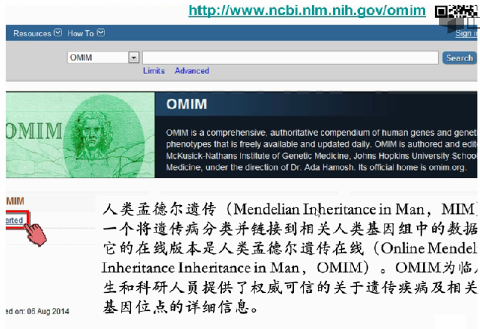 http://www.ncbi.nlm.nih.gov/omim
Resources How To Sign i
OMIM Search
Limits Advanced
OMIM
OMIM
OMIM is a comprehensive, authoritative compendium of human genes and genet
phenotypes that is freely available and updated daily. OMIM is authored and edite
McKusick-Nathans Institute of Genetic Medicine, Johns Hopkins University Schoo
Medicine, under the direction of Dr. Ada Hamosh. Its official home is omim.org.
MIM
arted
人类孟德尔遗传（Mendelian Inheritance in Man，MIM）
一个将遗传病分类并链接到相关人类基因组中的数据
它的在线版本是人类孟德尔遗传在线（Online Mendel
Inheritance Inheritance in Man，OMIM）。OMIM为临
生和科研人员提供了权威可信的关于遗传疾病及相关
基因位点的详细信息。
ed on: 06 Aug 2014